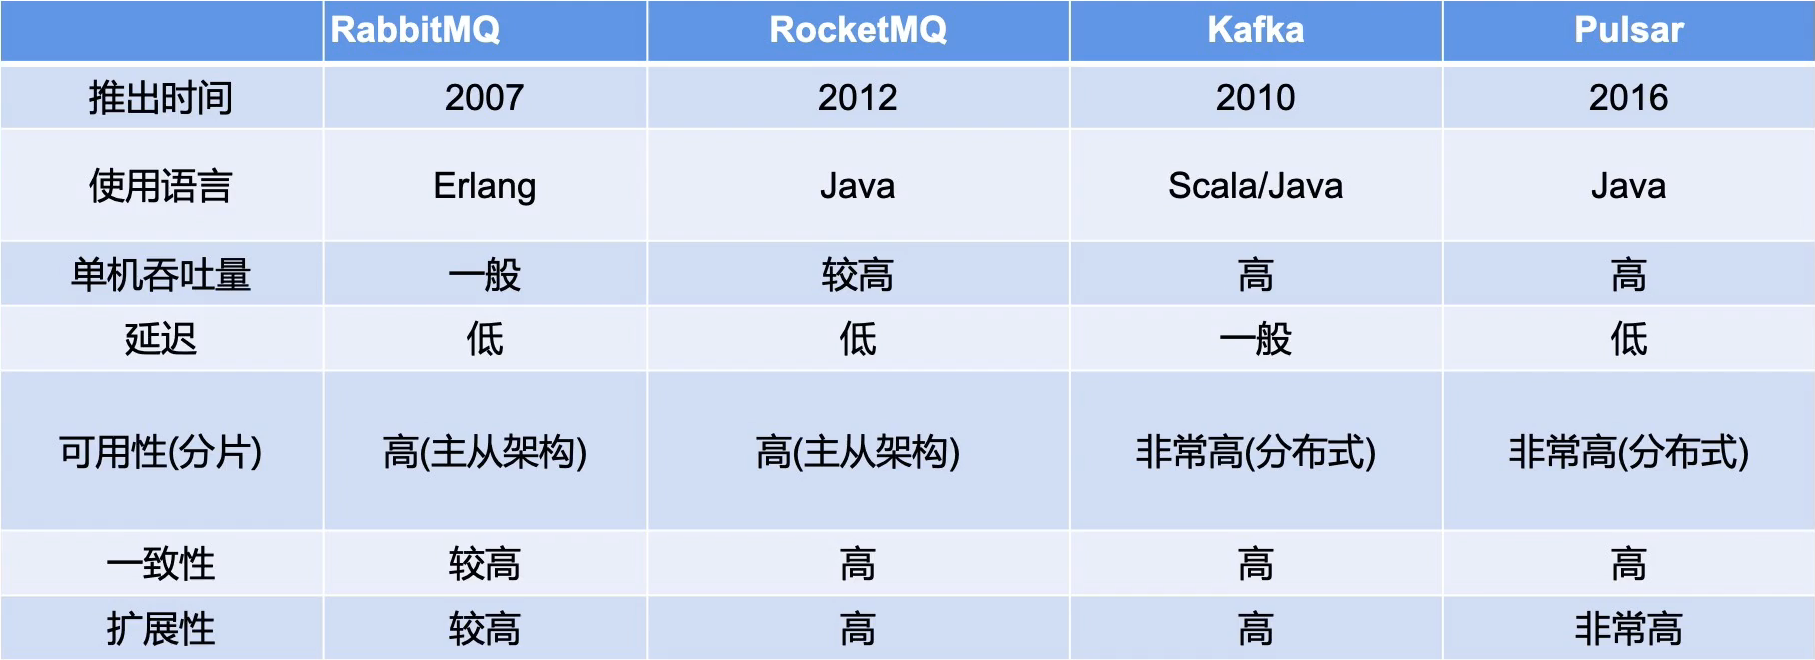 RabbitMQ RocketMQ Kafka Pulsar
推出时间 2007 2012 2010 2016
使用语言 Erlang Java Scala/Java Java
单机吞吐量 一般 较高 高 高
延迟 低 低 一般 低
可用性(分片) 高(主从架构) 高(主从架构) 非常高(分布式) 非常高(分布式)
一致性 较高 高 高 高
扩展性 较高 高 高 非常高